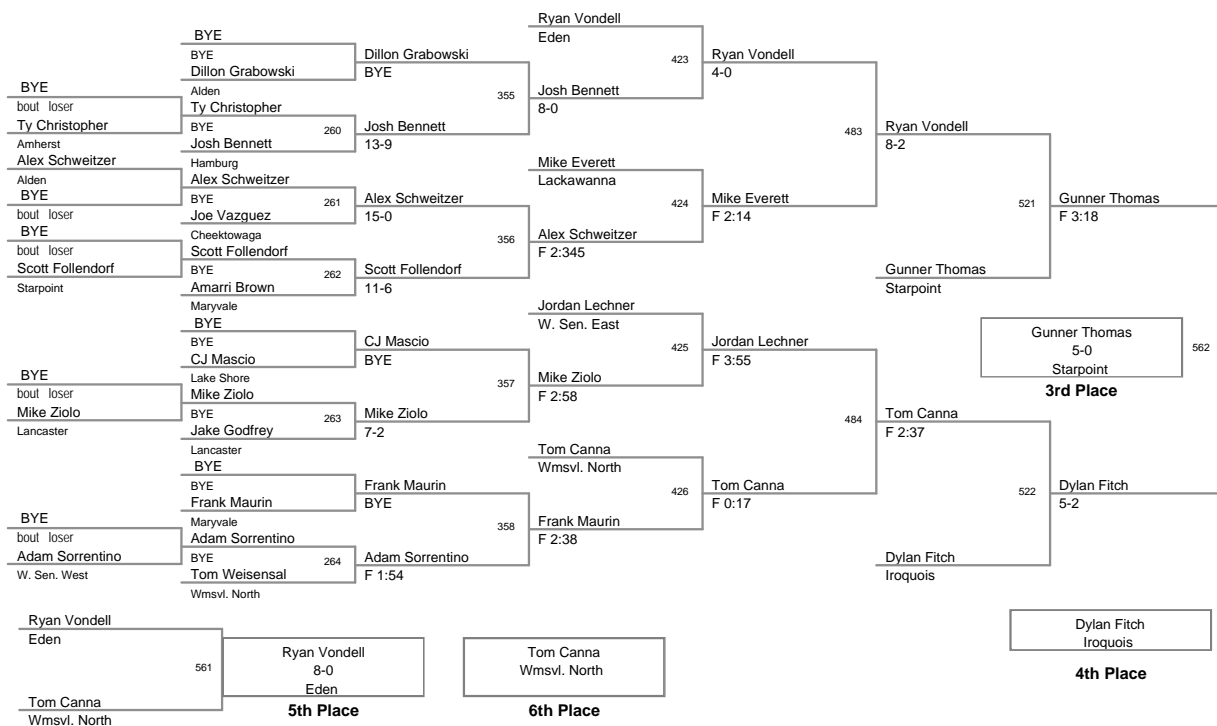 BYE
bout loser
Ty Christopher
Amherst
Alex Schweitzer
Alden
BYE
bout loser
BYE
bout loser
Scott Follendorf
Starpoint
BYE
bout loser
Mike Ziolo
Lancaster
BYE
bout loser
Adam Sorrentino
W. Sen. West
BYE
BYE
Dillon Grabowski
Alden
Ty Christopher
BYE
260
Josh Bennett
Hamburg
Alex Schweitzer
BYE
261
Joe Vazguez
Cheektowaga
Scott Follendorf
BYE
262
Amarri Brown
Maryvale
BYE
BYE
CJ Mascio
Lake Shore
Mike Ziolo
BYE
263
Jake Godfrey
Lancaster
BYE
BYE
Frank Maurin
Maryvale
Adam Sorrentino
BYE
264
Tom Weisensal
Wmsvl. North
Dillon Grabowski
BYE
355
Josh Bennett
13-9
Alex Schweitzer
15-0
356
Scott Follendorf
11-6
CJ Mascio
BYE
357
Mike Ziolo
7-2
Frank Maurin
BYE
358
Adam Sorrentino
F 1:54
Ryan Vondell
Eden
423
Josh Bennett
8-0
Mike Everett
Lackawanna
424
Alex Schweitzer
F 2:345
Jordan Lechner
W. Sen. East
425
Mike Ziolo
F 2:58
Tom Canna
Wmsvl. North
426
Frank Maurin
F 2:38
Ryan Vondell
4-0
483
Mike Everett
F 2:14
Jordan Lechner
F 3:55
484
Tom Canna
F 0:17
Ryan Vondell
8-2
521
Gunner Thomas
Starpoint
Tom Canna
F 2:37
522
Dylan Fitch
Iroquois
Gunner Thomas
F 3:18
Gunner Thomas
5-0
562
Starpoint
3rd Place
Dylan Fitch
5-2
Dylan Fitch
Iroquois
4th Place
Ryan Vondell
Eden
561
Tom Canna
Wmsvl. North
Ryan Vondell
8-0
Eden
5th Place
Tom Canna
Wmsvl. North
6th Place